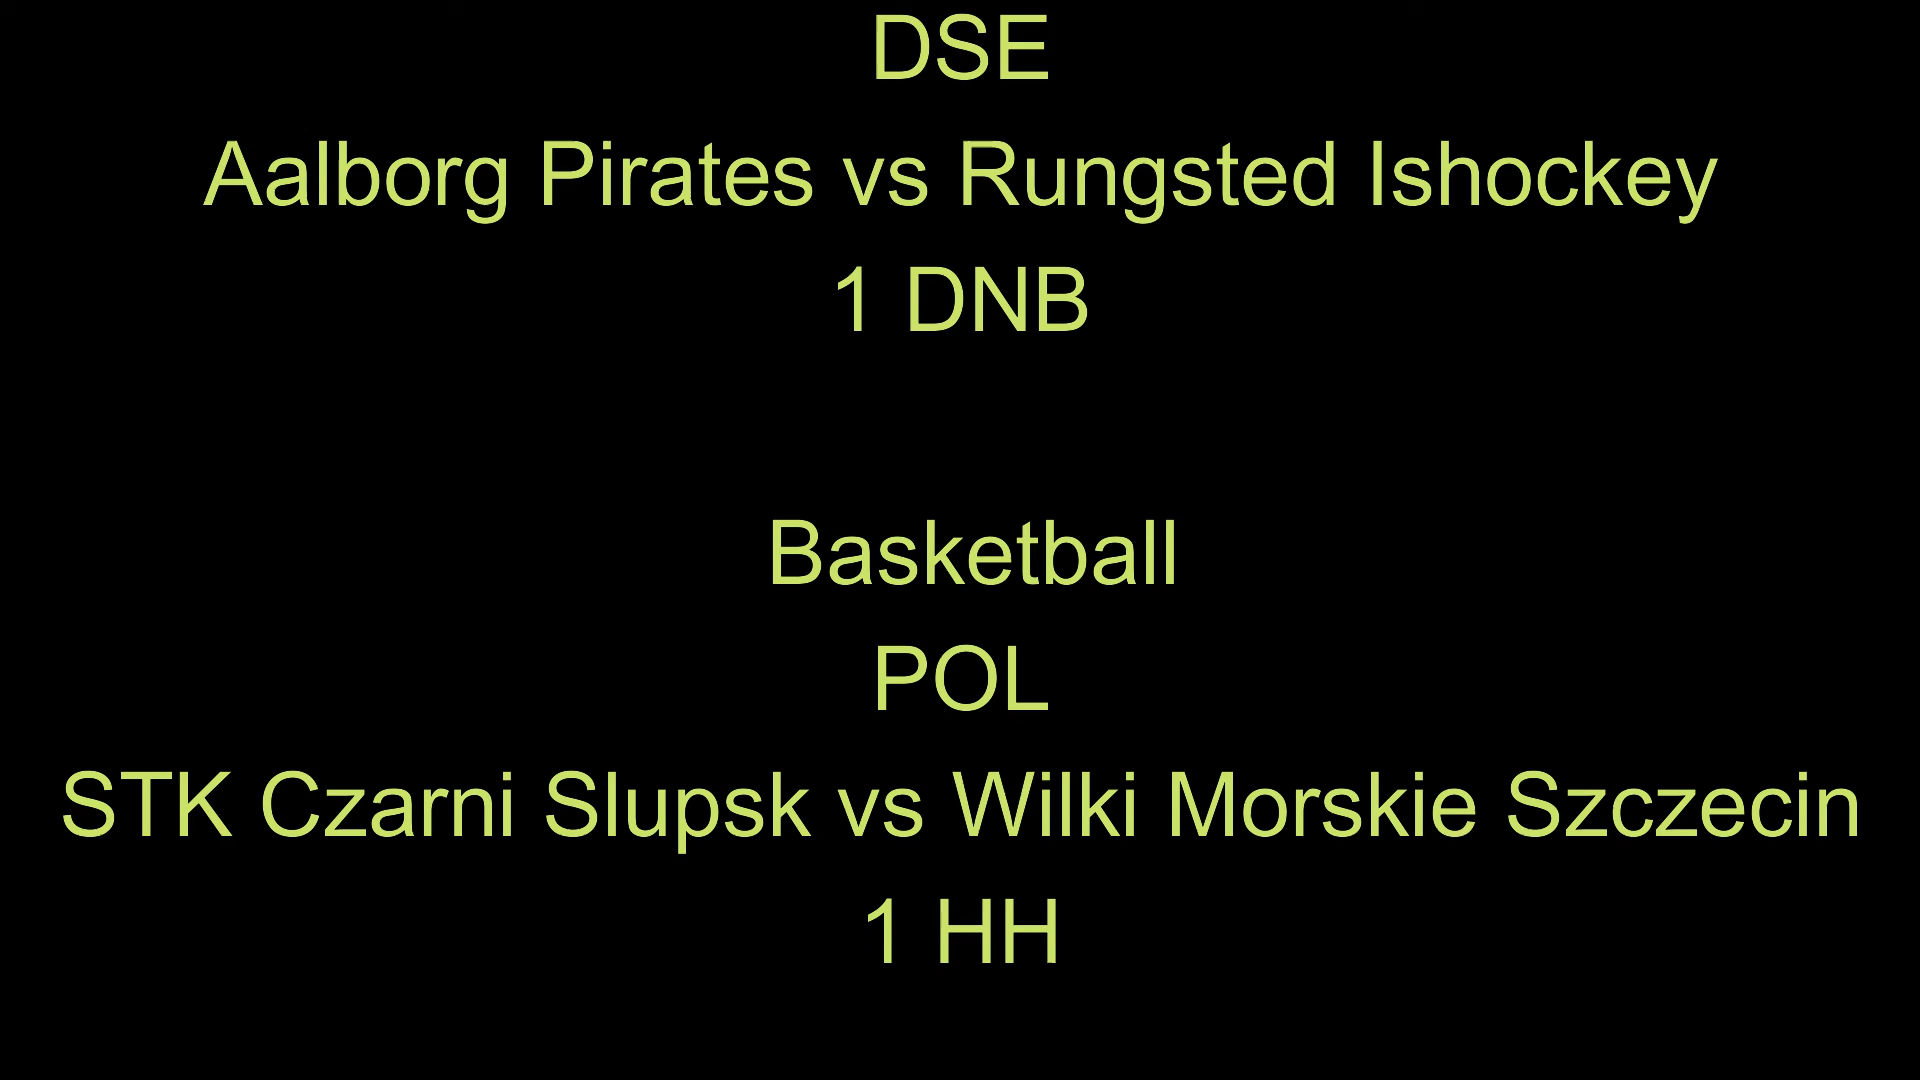 DSE
Aalborg Pirates vs Rungsted Ishockey
1 DNB
Basketball
POL
STK Czarni Slupsk vs Wilki Morskie Szczecin
1 HH